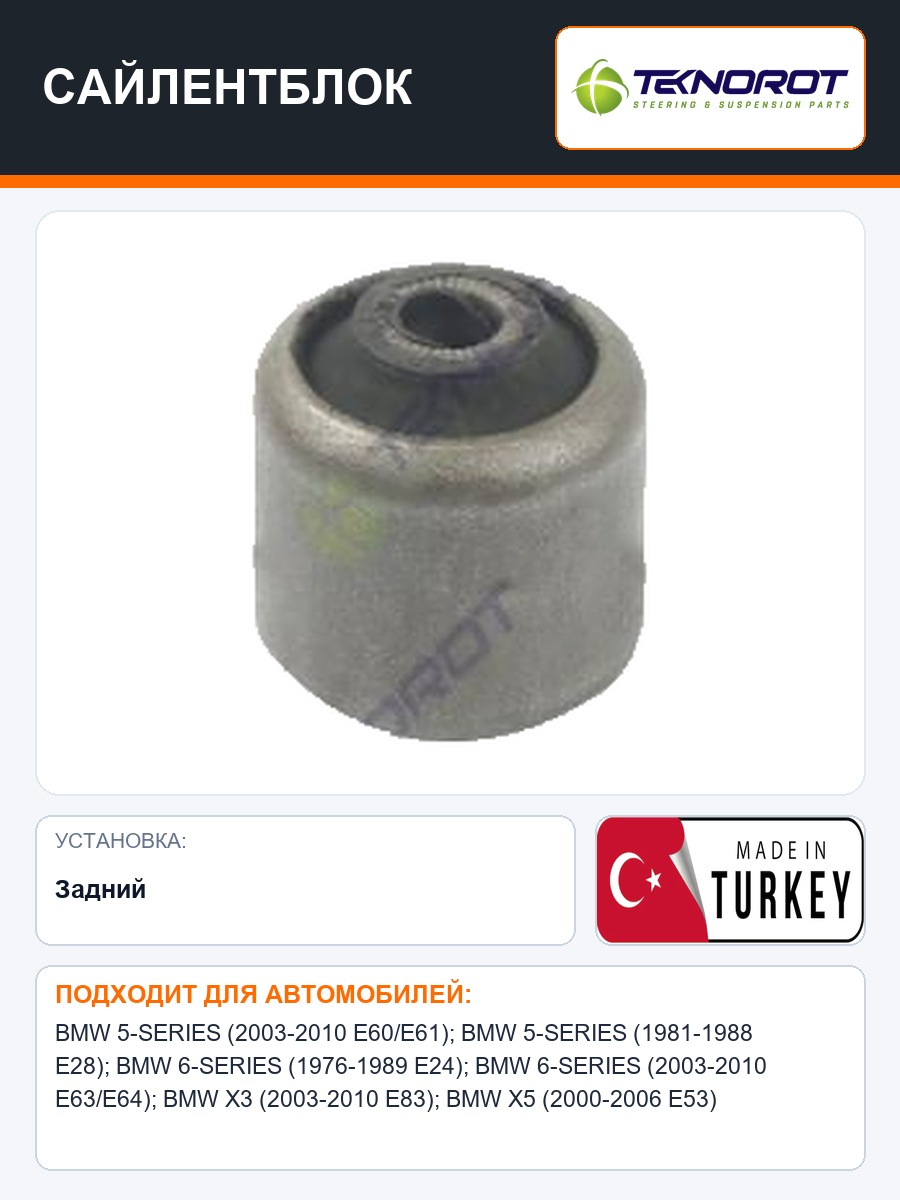 САЙЛЕНТБЛОК
TEKNOROT
STEERING & SUSPENSION PARTS
OROT
УСТАНОВКА:
Задний
MADE IN
TURKEY
ПОДХОДИТ ДЛЯ АВТОМОБИЛЕЙ:
BMW 5-SERIES (2003-2010 E60/E61); BMW 5-SERIES (1981-1988
E28); BMW 6-SERIES (1976-1989 E24); BMW 6-SERIES (2003-2010
E63/E64); BMW X3 (2003-2010 E83); BMW X5 (2000-2006 E53)